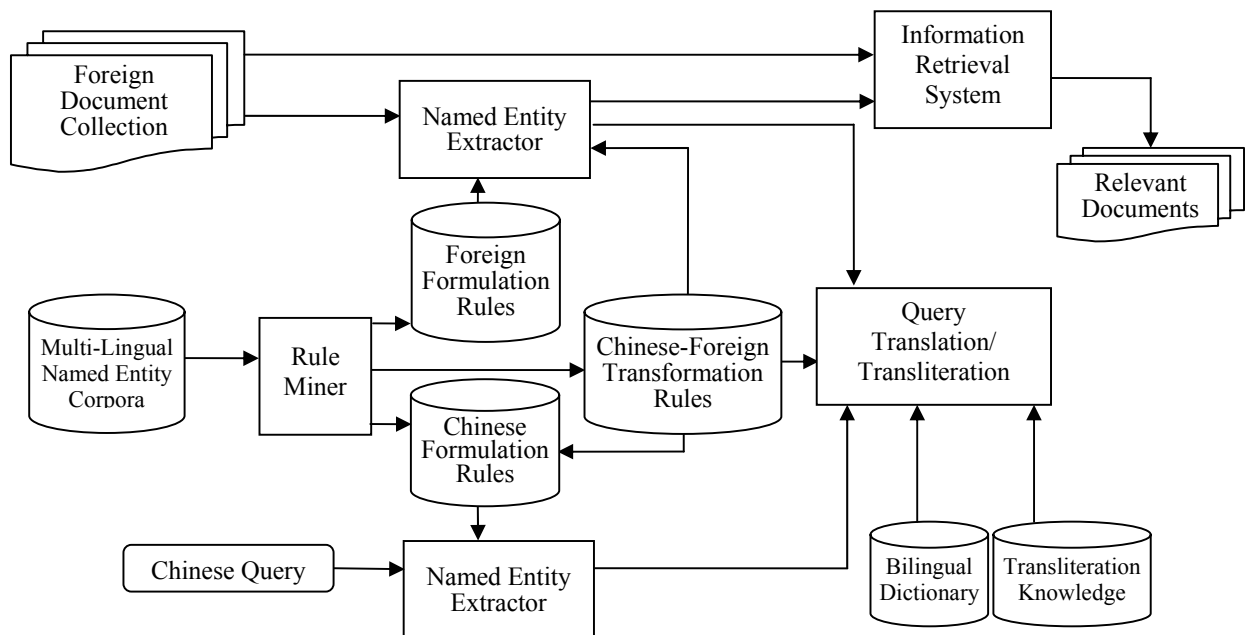 Foreign
Document
Collection
Named Entity
Extractor
Information
Retrieval
System
Relevant
Documents
Foreign
Formulation
Rules
Multi-Lingual
Named Entity
Corpora
Rule
Miner
Chinese-Foreign
Transformation
Rules
Query
Translation/
Transliteration
Chinese
Formulation
Rules
Chinese Query
Named Entity
Extractor
Bilingual
Dictionary
Transliteration
Knowledge